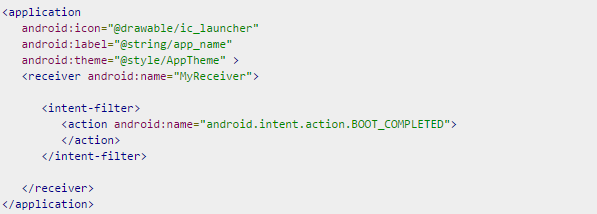 <application
android:icon="@drawable/ic_launcher"
android:label="@string/app_name"
android:theme="@style/AppTheme" >
<receiver android:name="MyReceiver">
<intent-filter>
<action android:name="android.intent.action.BOOT_COMPLETED">
</action>
</intent-filter>
</receiver>
</application>